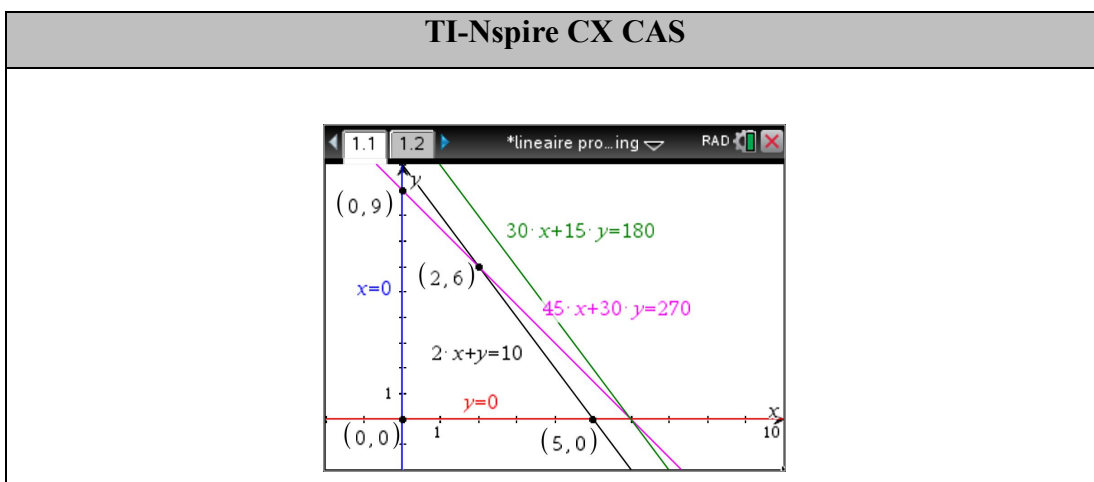 TI-Nspire CX CAS
1.1 1.2 *lineaire pro...ing RAD
y
(0,9)
30·x+15·y=180
(2,6)
x=0
45·x+30·y=270
2·x+y=10
1
y=0
x
(0,0) 1 (5,0) 10